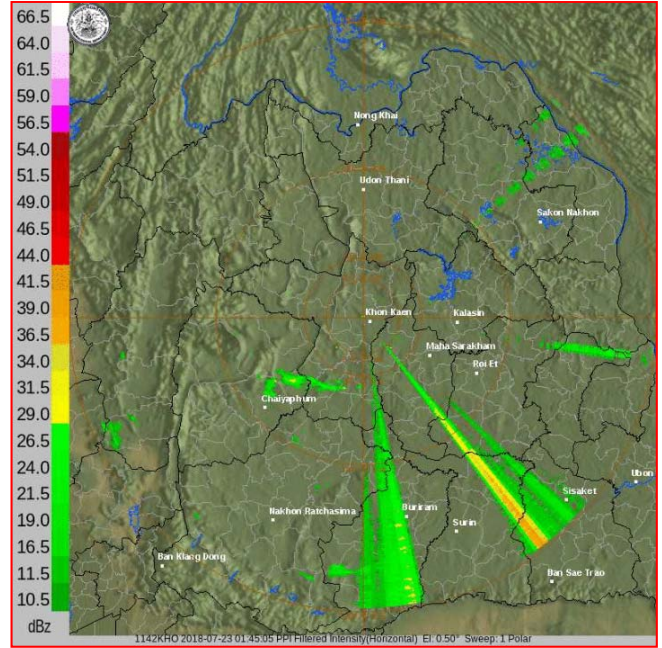 66.5
64.0
61.5
59.0
56.5
54.0
51.5
49.0
46.5
44.0
41.5
39.0
36.5
34.0
31.5
29.0
26.5
24.0
21.5
19.0
16.5
11.5
10.5
dBz
Nong Khai
Udon Thani
Sakon Nakhon
Khon Kaen
Kalasin
Maha Sarakham
Roi Et
Chaiyaphum
Ubon
Sisaket
Buriram
Nakhon Ratchasima
Surin
Ban Klang Dong
Ban Sae Trao
1142KHO 2018-07-23 01:45:05 PPI Filtered Intensity(Horizontal) El: 0.50° Sweep: 1 Polar